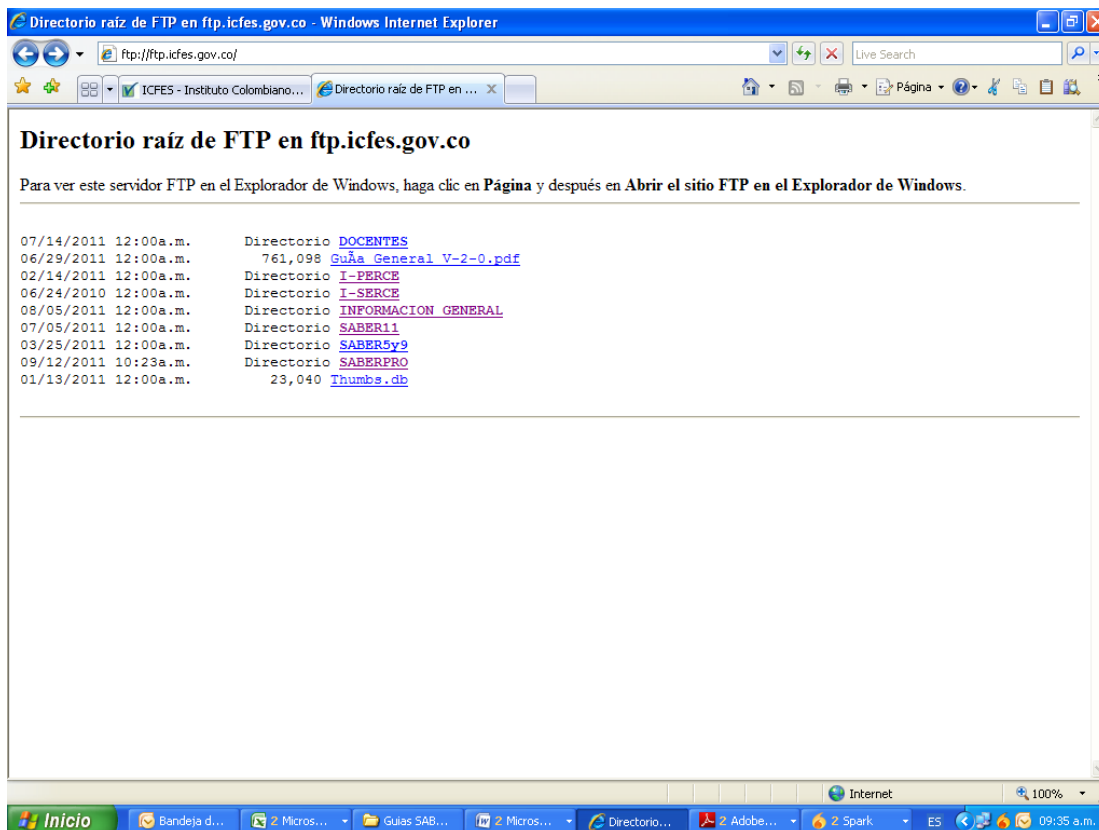 Directorio raíz de FTP en ftp.icfes.gov.co - Windows Internet Explorer
ftp://ftp.icfes.gov.co/
Live Search
ICFES - Instituto Colombiano...
Directorio raíz de FTP en ...
Página
Directorio raíz de FTP en ftp.icfes.gov.co
Para ver este servidor FTP en el Explorador de Windows, haga clic en Página y después en Abrir el sitio FTP en el Explorador de Windows.
07/14/2011 12:00a.m. Directorio DOCENTES
06/29/2011 12:00a.m. 761,098 GuÃa General V-2-0.pdf
02/14/2011 12:00a.m. Directorio I-PERCE
06/24/2010 12:00a.m. Directorio I-SERCE
08/05/2011 12:00a.m. Directorio INFORMACION GENERAL
07/05/2011 12:00a.m. Directorio SABER11
03/25/2011 12:00a.m. Directorio SABER5y9
09/12/2011 10:23a.m. Directorio SABERPRO
01/13/2011 12:00a.m. 23,040 Thumbs.db
Internet
100%
Inicio
Bandeja d...
2 Micros...
Guias SAB...
2 Micros...
Directorio...
2 Adobe...
2 Spark
ES
09:35 a.m.